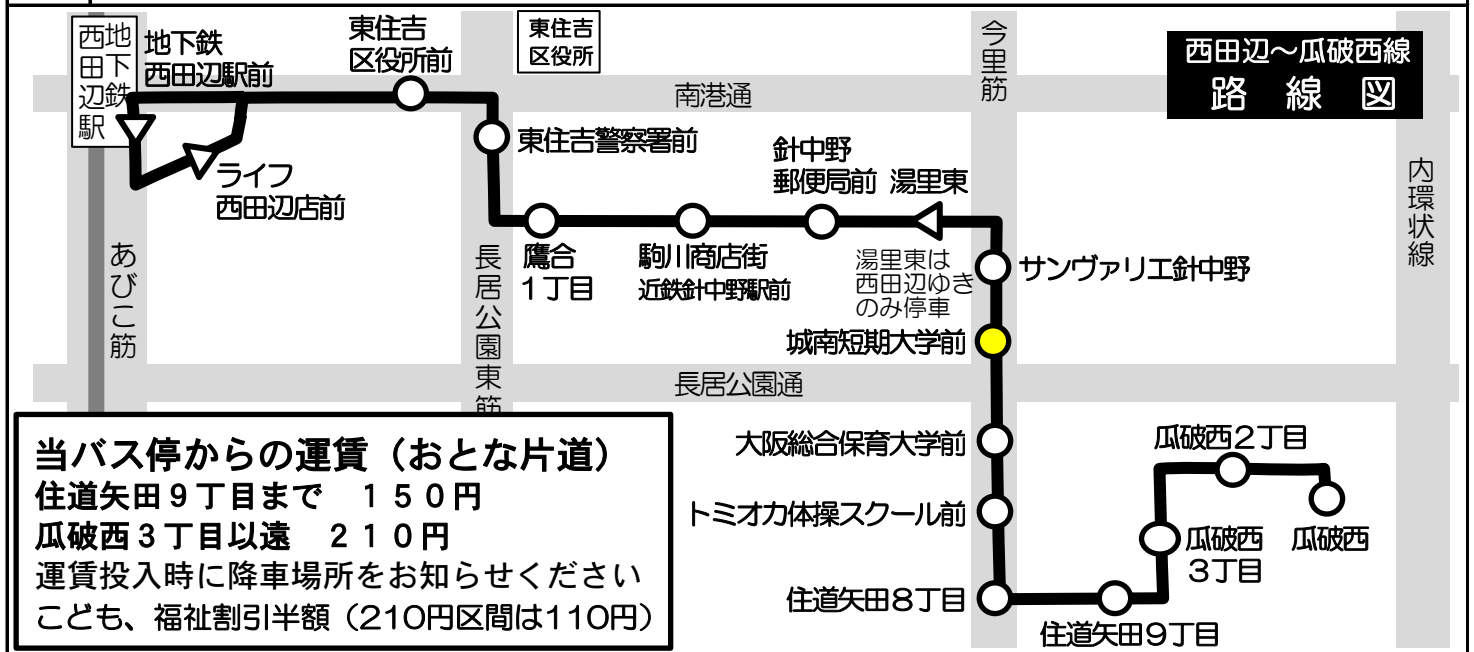 西田辺～瓜破西線
路線図
地下鉄
西田辺駅
地下鉄
西田辺駅前
東住吉
区役所前
東住吉
区役所
今里筋
南港通
東住吉警察署前
針中野
郵便局前
湯里東
内環状線
ライフ
西田辺店前
あびこ筋
長居公園東筋
鷹合
1丁目
駒川商店街
近鉄針中野駅前
湯里東は
西田辺ゆき
のみ停車
サンヴァリエ針中野
城南短期大学前
長居公園通
大阪総合保育大学前
トミオカ体操スクール前
住道矢田8丁目
住道矢田9丁目
瓜破西2丁目
瓜破西
3丁目
瓜破西
当バス停からの運賃（おとな片道）
住道矢田９丁目まで　１５０円
瓜破西３丁目以遠　２１０円
運賃投入時に降車場所をお知らせください
こども、福祉割引半額（210円区間は110円）